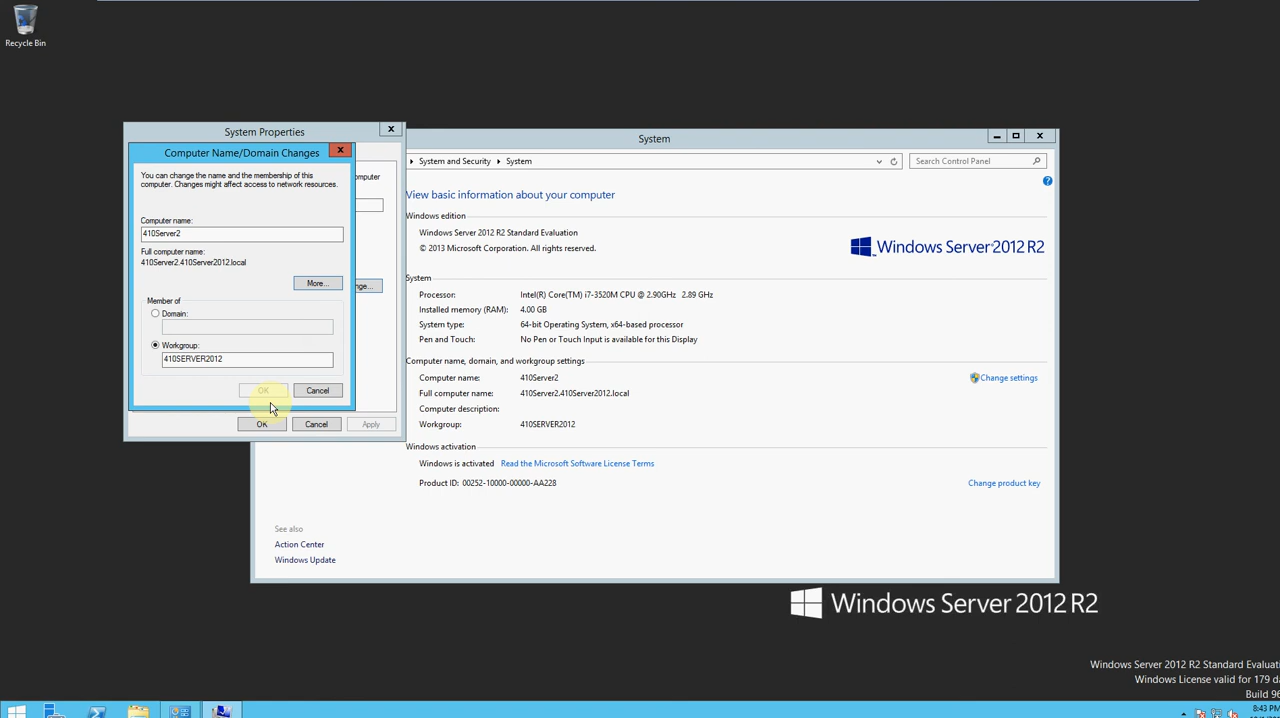 Recycle Bin
System Properties
Computer Name/Domain Changes
You can change the name and the membership of this
computer. Changes might affect access to network resources.
Computer name:
410Server2
Full computer name:
410Server2.410Server2012.local
More...
Member of
Domain:
Workgroup:
410SERVER2012
OK
Cancel
OK
Cancel
Apply
System
System and Security
System
Search Control Panel
View basic information about your computer
Windows edition
Windows Server 2012 R2 Standard Evaluation
© 2013 Microsoft Corporation. All rights reserved.
Windows Server 2012 R2
System
Processor: Intel(R) Core(TM) i7-3520M CPU @ 2.90GHz 2.89 GHz
Installed memory (RAM): 4.00 GB
System type: 64-bit Operating System, x64-based processor
Pen and Touch: No Pen or Touch Input is available for this Display
Computer name, domain, and workgroup settings
Computer name: 410Server2
Change settings
Full computer name: 410Server2.410Server2012.local
Computer description:
Workgroup: 410SERVER2012
Windows activation
Windows is activated Read the Microsoft Software License Terms
Product ID: 00252-10000-00000-AA228
Change product key
See also
Action Center
Windows Update
Windows Server 2012 R2
Windows Server 2012 R2 Standard Evaluati
Windows License valid for 179 d
Build 96
8:43 PM